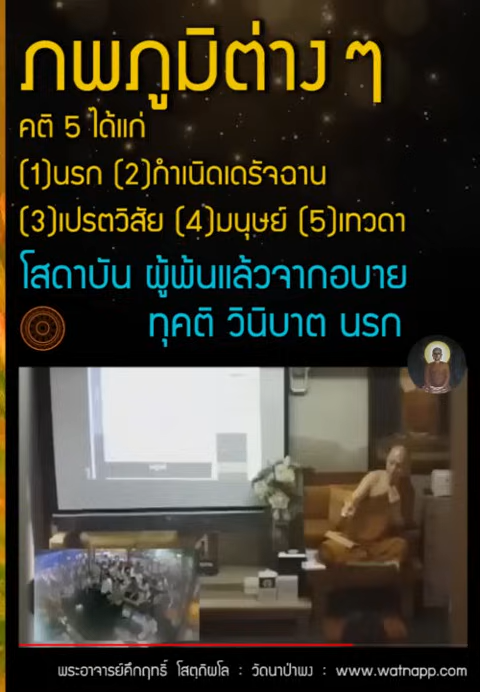 ภพภูมิต่าง ๆ
คติ 5 ได้แก่
(1)นรก (2)กำเนิดเดรัจฉาน
(3)เปรตวิสัย (4)มนุษย์ (5)เทวดา
โสดาบัน ผู้พ้นแล้วจากอบาย
ทุคติ วินิบาต นรก
พระอาจารย์คึกฤทธิ์ โสตฺถิผโล : วัดนาป่าพง : www.watnapp.com